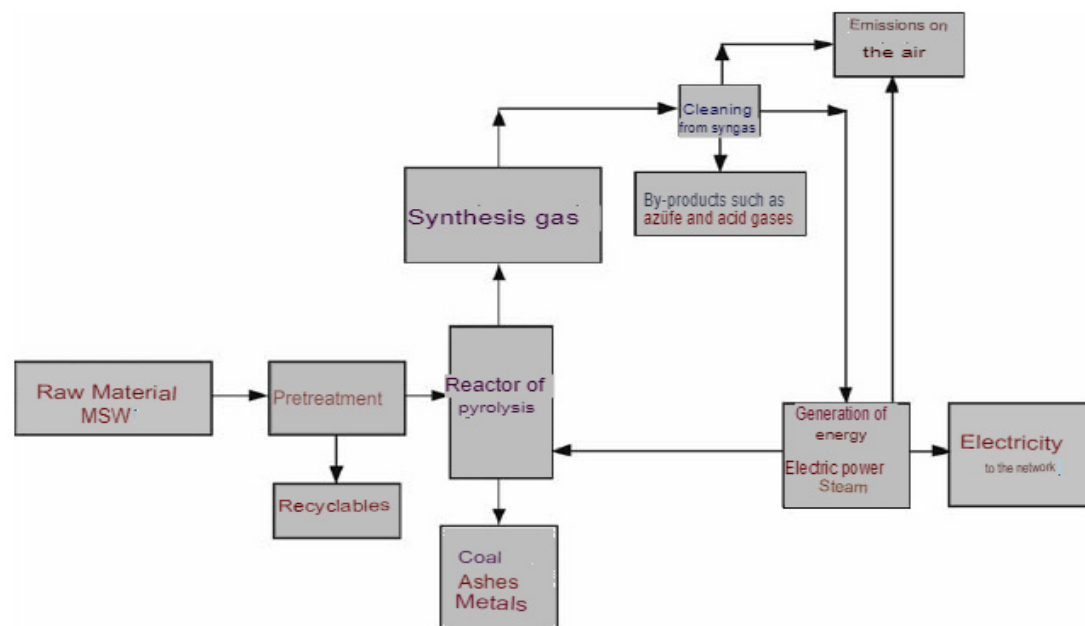 Emissions on
the air
Cleaning
from syngas
Synthesis gas
By-products such as
azüfe and acid gases
Raw Material
MSW
Pretreatment
Reactor of
pyrolysis
Generation of
energy
Electric power
Steam
Electricity
to the network
Recyclables
Coal
Ashes
Metals